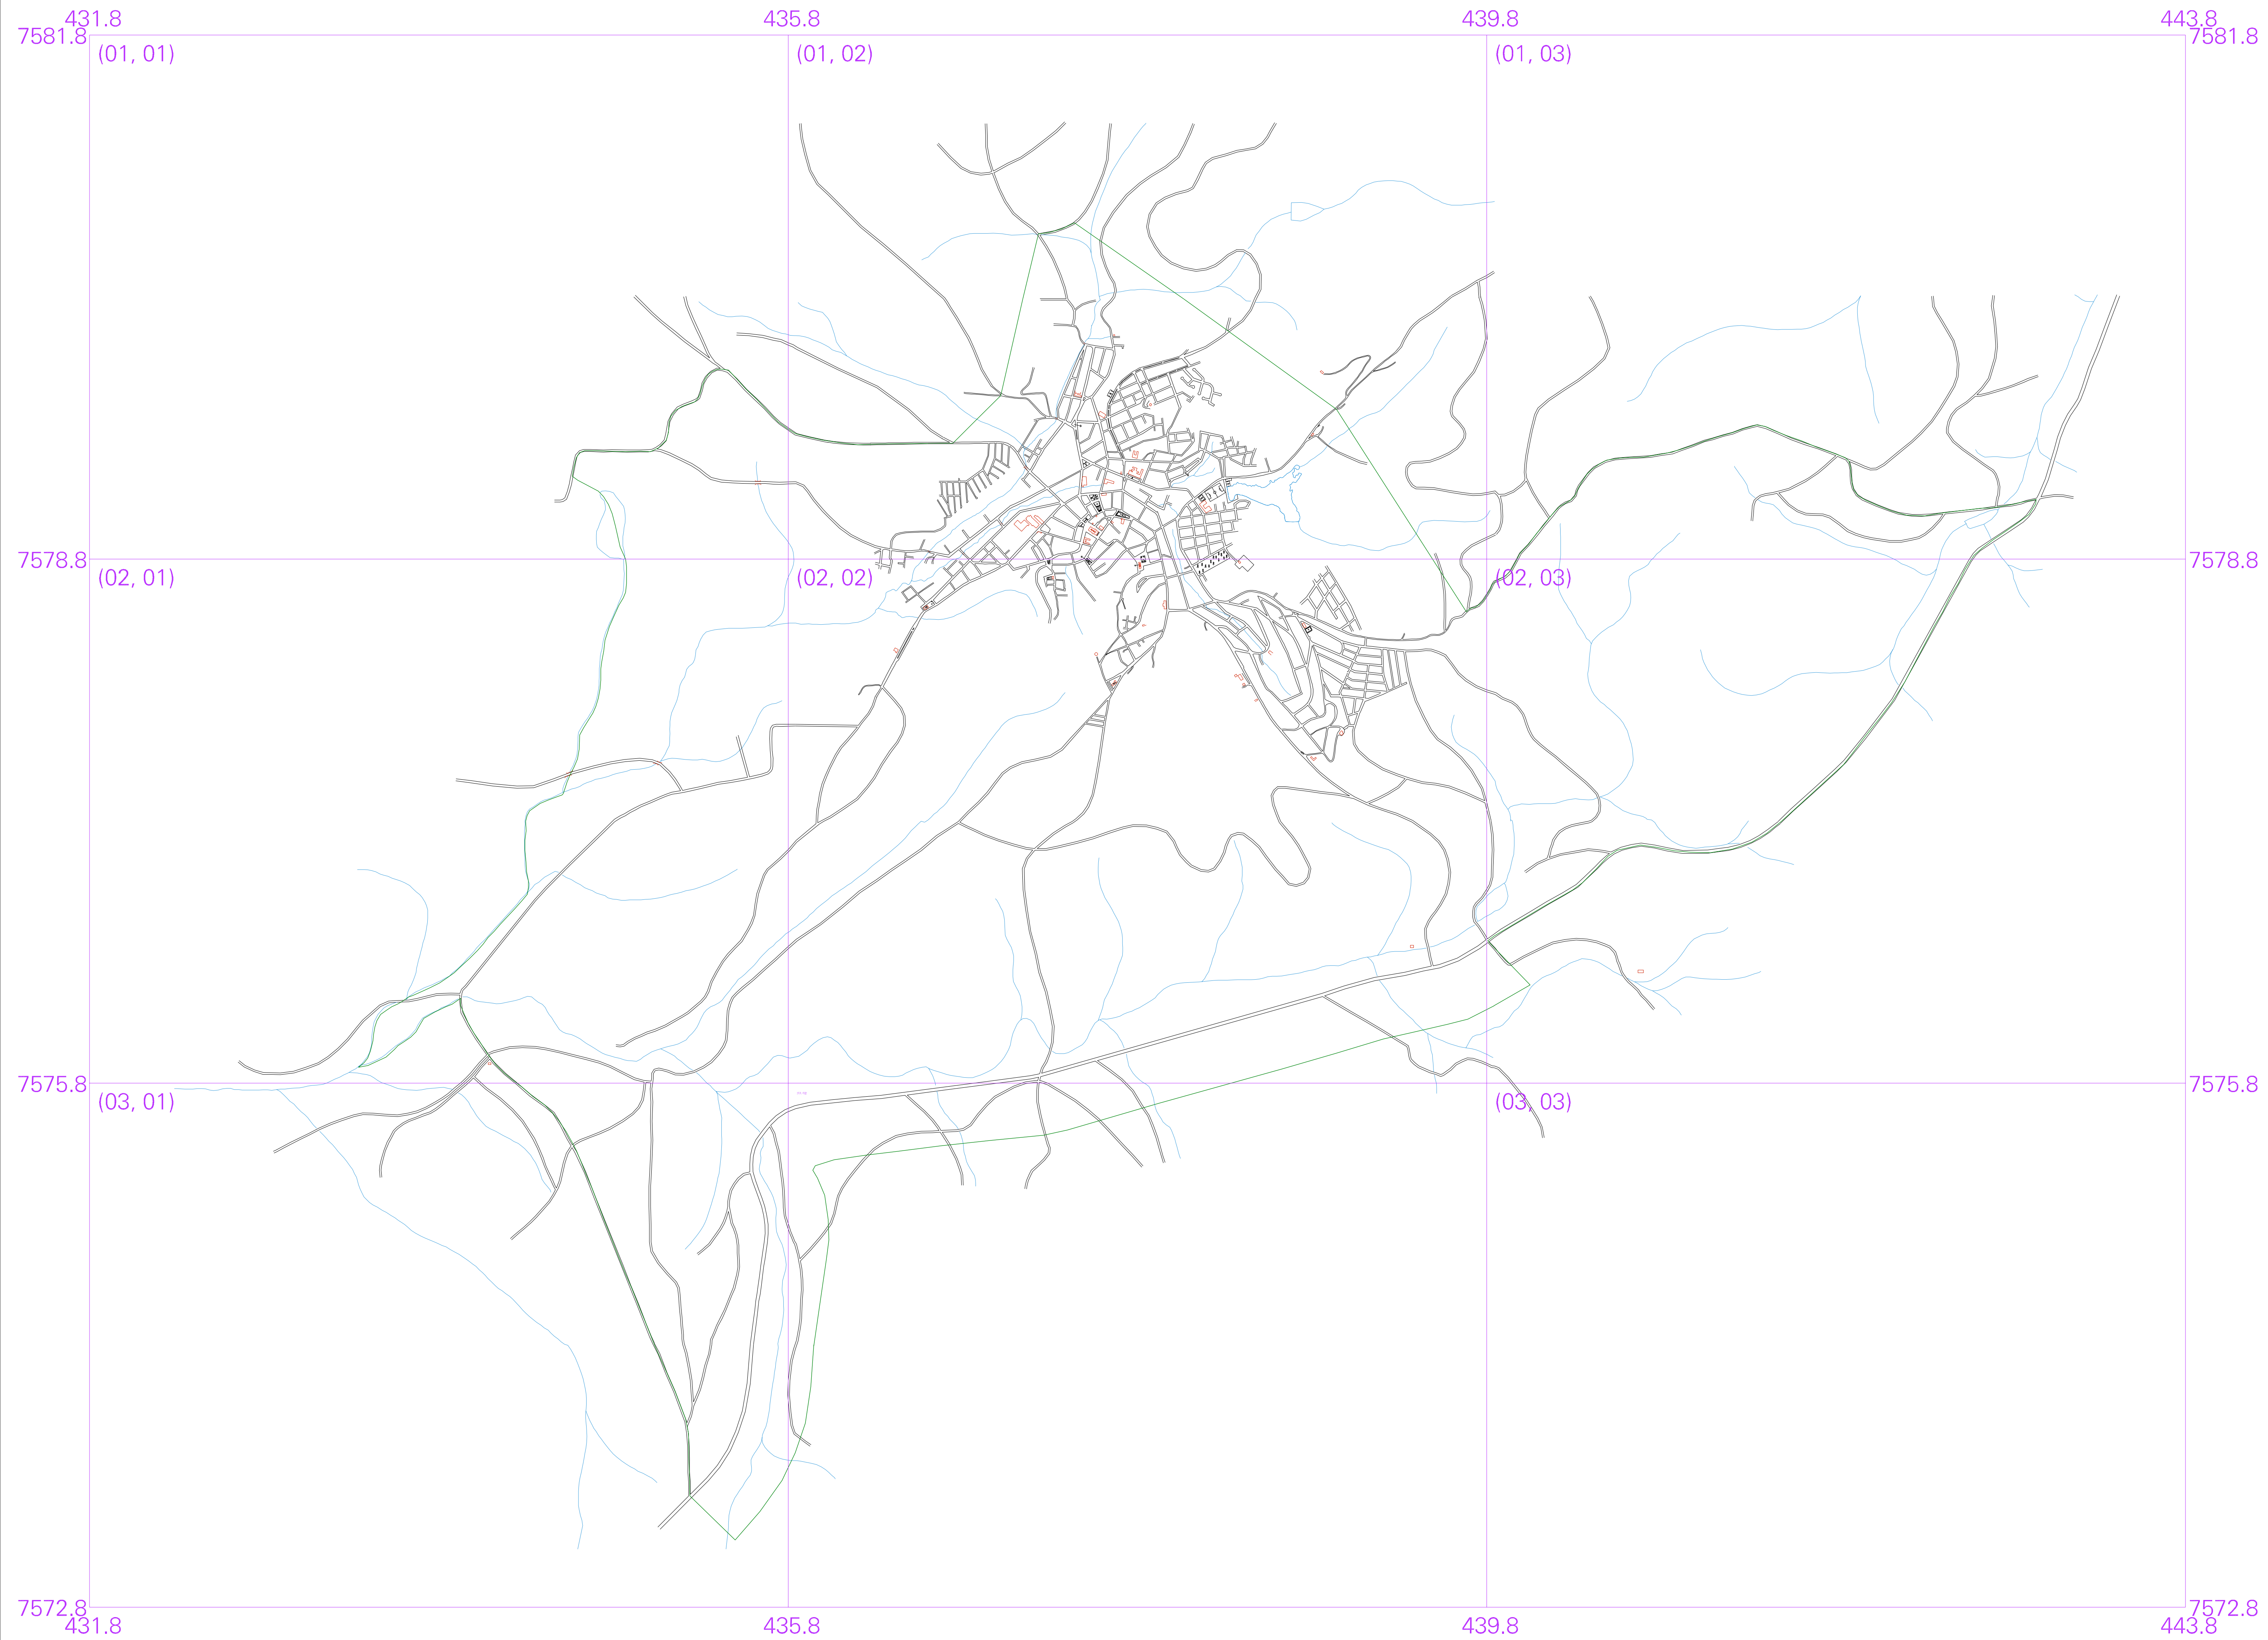 431.8 435.8 439.8 443.8
7581.8 7581.8
(01, 01) (01, 02) (01, 03)
7578.8 7578.8
(02, 01) (02, 02) (02, 03)
7575.8 7575.8
(03, 01) (03, 03)
7572.8 7572.8
431.8 435.8 439.8 443.8